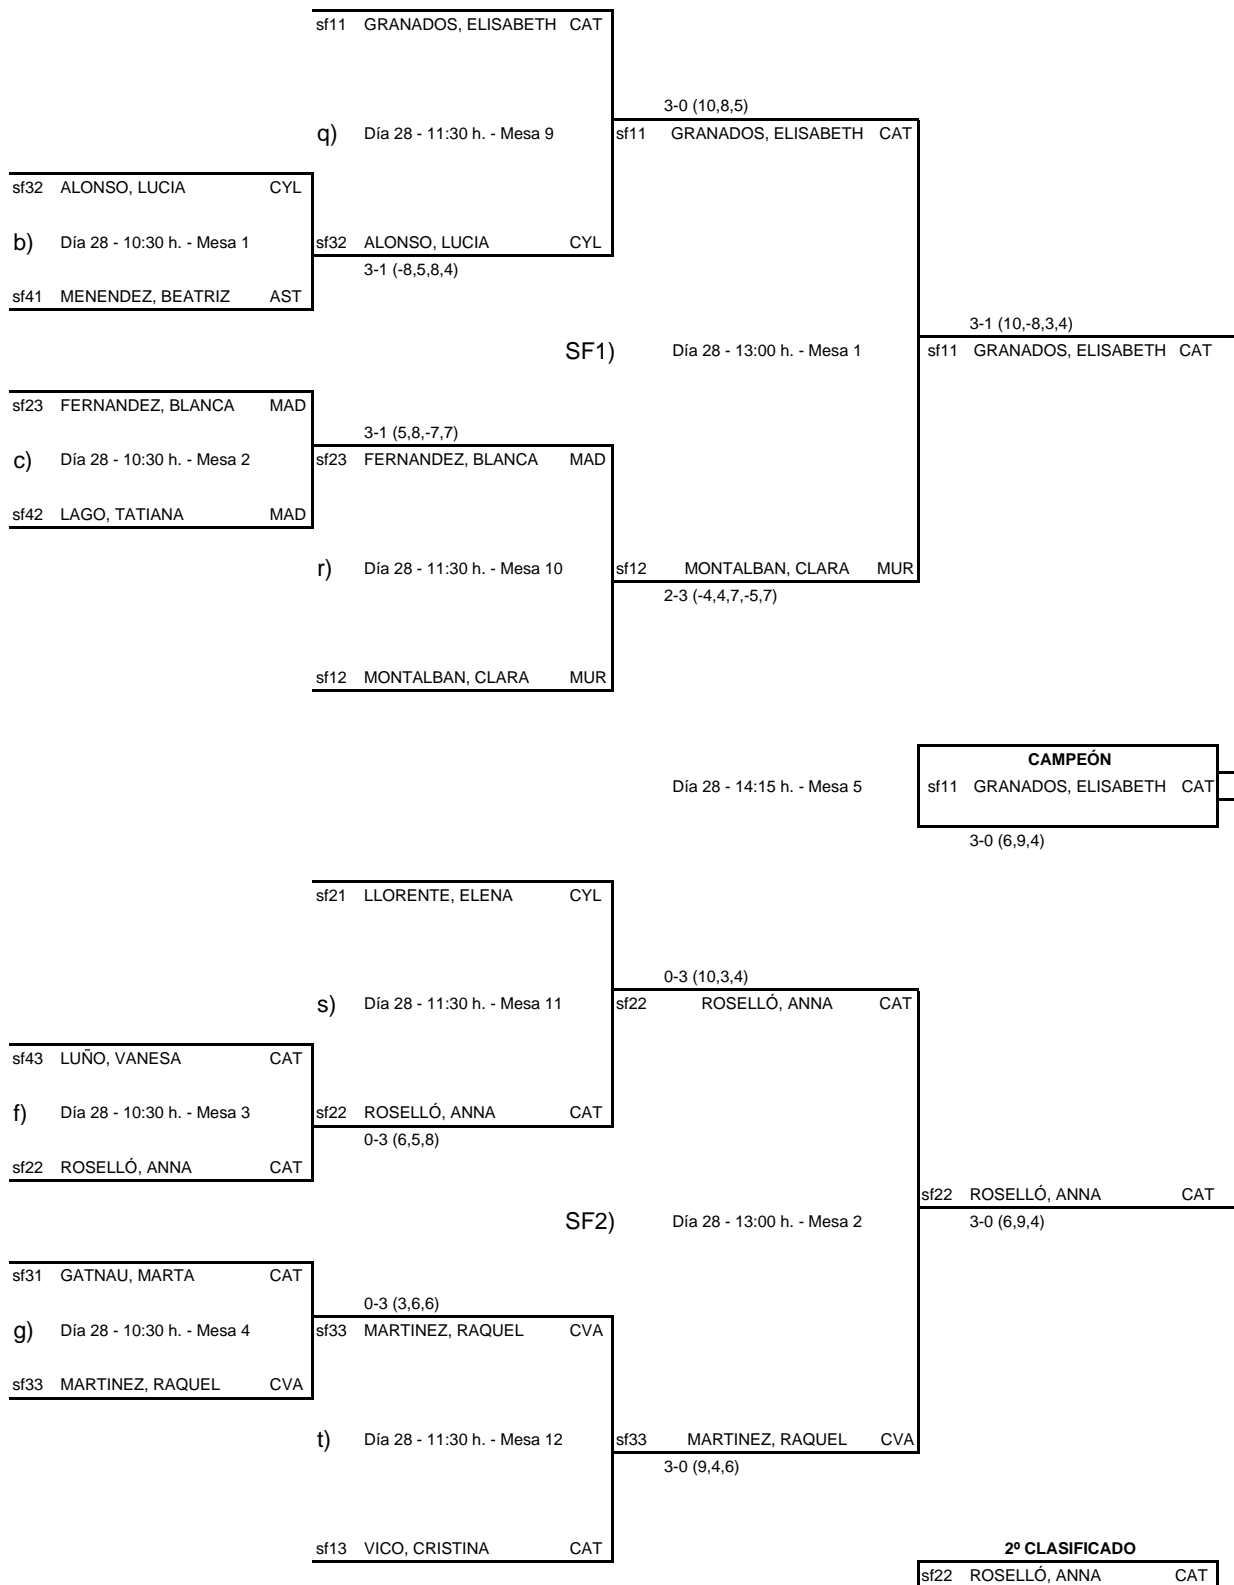 sf11 GRANADOS, ELISABETH CAT
3-0 (10,8,5)
q) Día 28 - 11:30 h. - Mesa 9
sf11 GRANADOS, ELISABETH CAT
sf32 ALONSO, LUCIA CYL
b) Día 28 - 10:30 h. - Mesa 1
sf32 ALONSO, LUCIA CYL
3-1 (-8,5,8,4)
sf41 MENENDEZ, BEATRIZ AST
3-1 (10,-8,3,4)
SF1) Día 28 - 13:00 h. - Mesa 1
sf11 GRANADOS, ELISABETH CAT
sf23 FERNANDEZ, BLANCA MAD
3-1 (5,8,-7,7)
c) Día 28 - 10:30 h. - Mesa 2
sf23 FERNANDEZ, BLANCA MAD
sf42 LAGO, TATIANA MAD
r) Día 28 - 11:30 h. - Mesa 10
sf12 MONTALBAN, CLARA MUR
2-3 (-4,4,7,-5,7)
sf12 MONTALBAN, CLARA MUR
CAMPEÓN
Día 28 - 14:15 h. - Mesa 5
sf11 GRANADOS, ELISABETH CAT
3-0 (6,9,4)
sf21 LLORENTE, ELENA CYL
0-3 (10,3,4)
s) Día 28 - 11:30 h. - Mesa 11
sf22 ROSELLÓ, ANNA CAT
sf43 LUÑO, VANESA CAT
f) Día 28 - 10:30 h. - Mesa 3
sf22 ROSELLÓ, ANNA CAT
0-3 (6,5,8)
sf22 ROSELLÓ, ANNA CAT
sf22 ROSELLÓ, ANNA CAT
SF2) Día 28 - 13:00 h. - Mesa 2
3-0 (6,9,4)
sf31 GATNAU, MARTA CAT
0-3 (3,6,6)
g) Día 28 - 10:30 h. - Mesa 4
sf33 MARTINEZ, RAQUEL CVA
sf33 MARTINEZ, RAQUEL CVA
t) Día 28 - 11:30 h. - Mesa 12
sf33 MARTINEZ, RAQUEL CVA
3-0 (9,4,6)
sf13 VICO, CRISTINA CAT
2º CLASIFICADO
sf22 ROSELLÓ, ANNA CAT